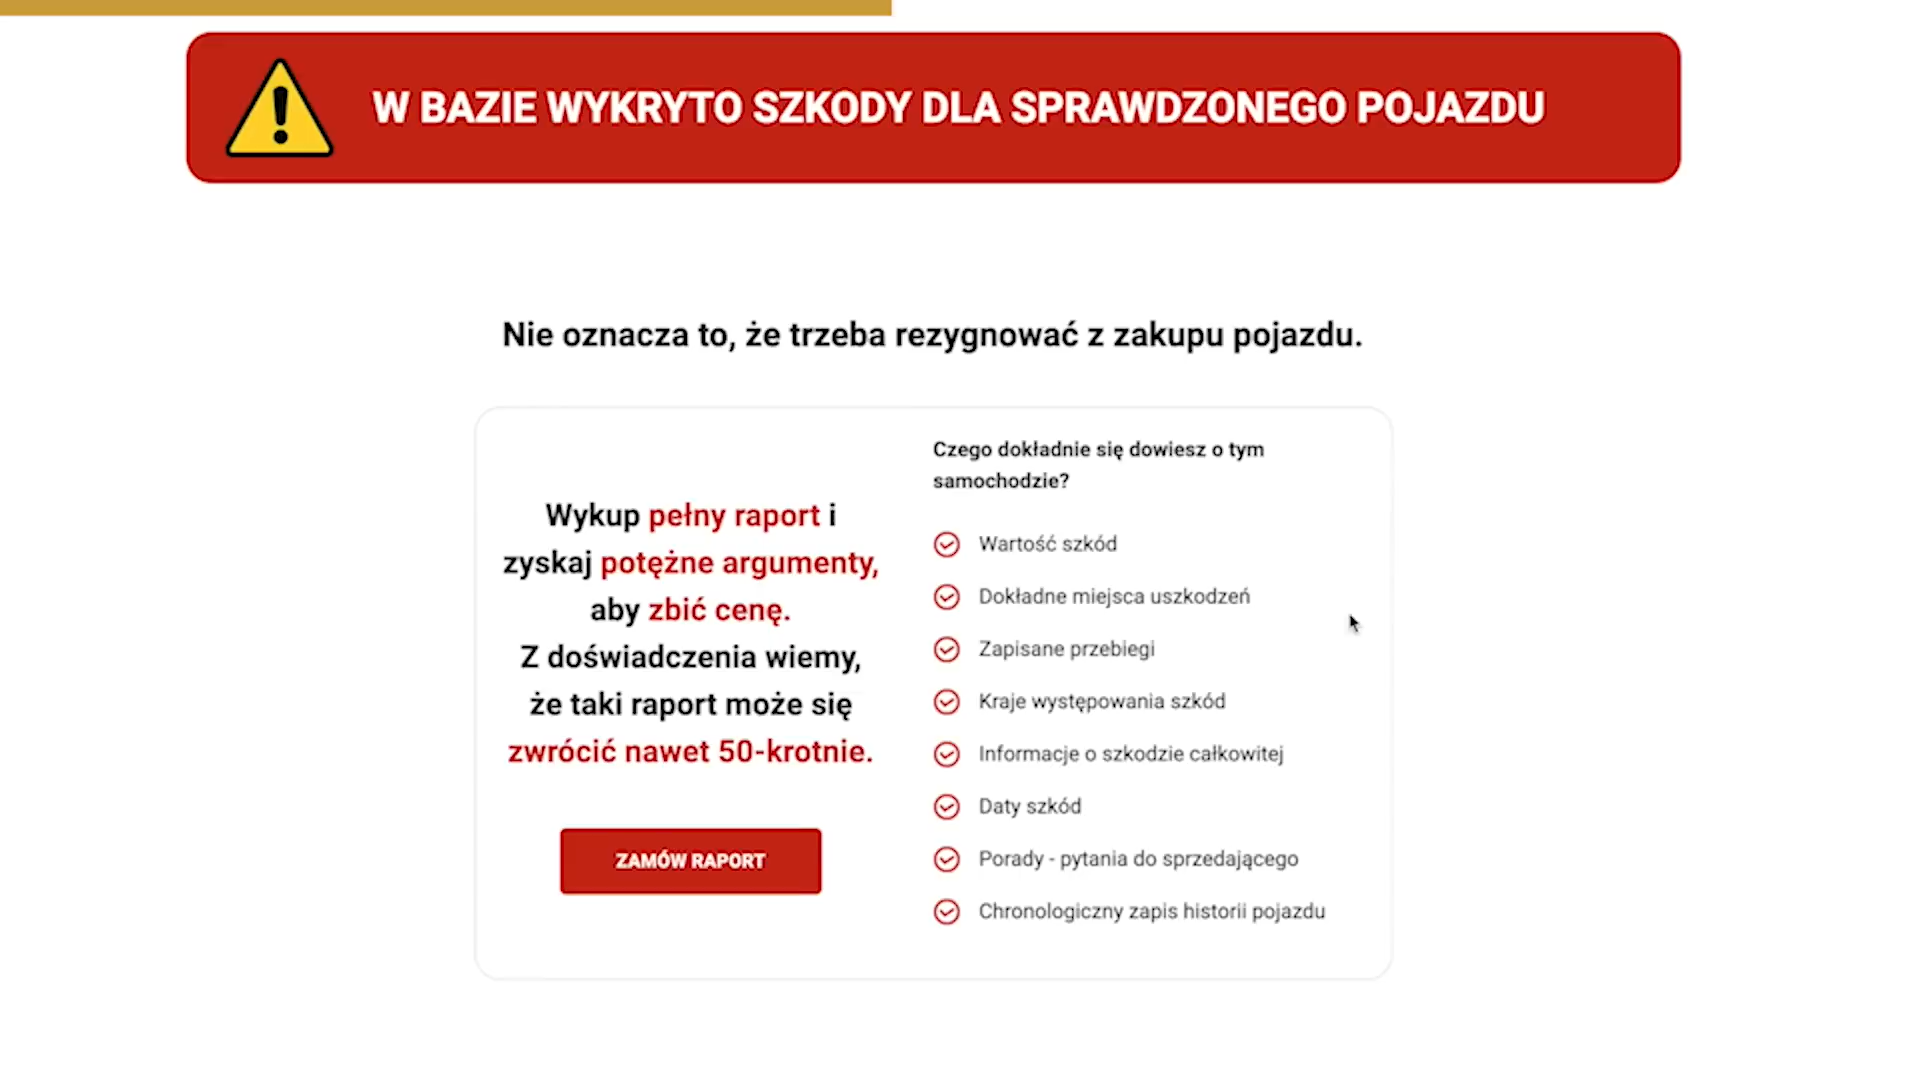 W BAZIE WYKRYTO SZKODY DLA SPRAWDZONEGO POJAZDU
Nie oznacza to, że trzeba rezygnować z zakupu pojazdu.
Wykup pełny raport i
zyskaj potężne argumenty,
aby zbić cenę.
Z doświadczenia wiemy,
że taki raport może się
zwrócić nawet 50-krotnie.
ZAMÓW RAPORT
Czego dokładnie się dowiesz o tym
samochodzie?
Wartość szkód
Dokładne miejsca uszkodzeń
Zapisane przebiegi
Kraje występowania szkód
Informacje o szkodzie całkowitej
Daty szkód
Porady - pytania do sprzedającego
Chronologiczny zapis historii pojazdu